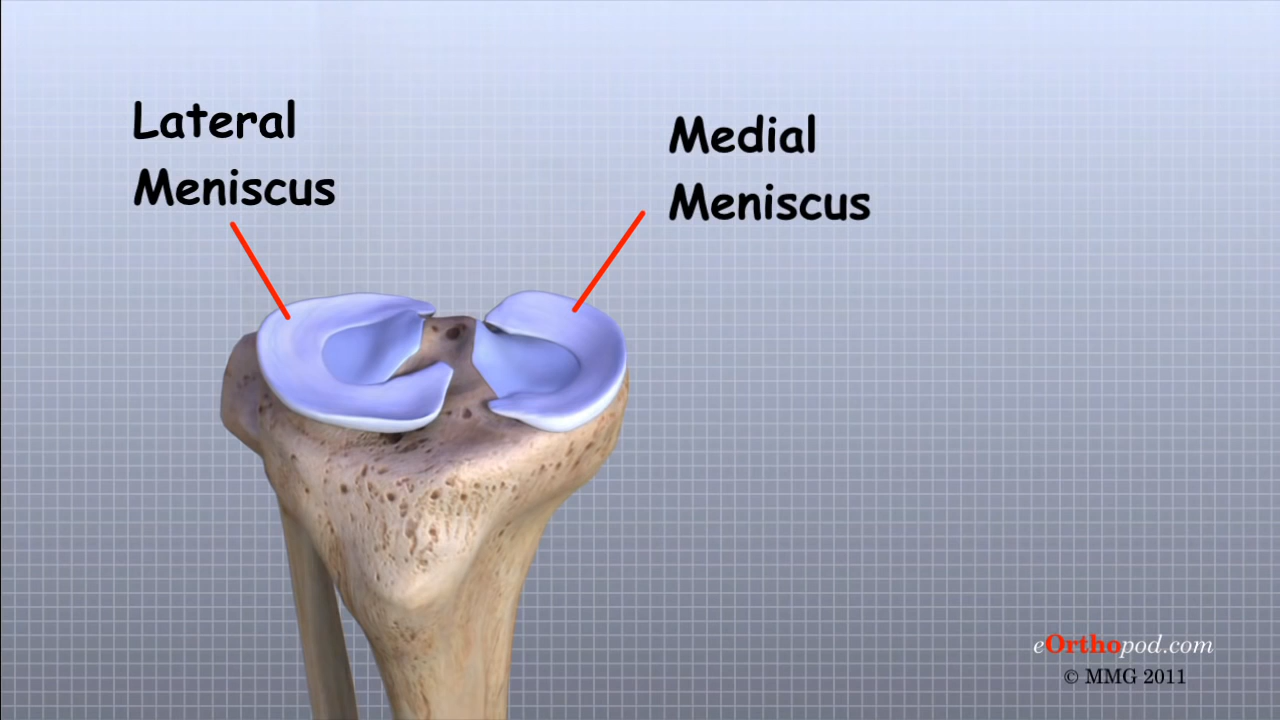 Lateral
Meniscus
Medial
Meniscus
eOrthopod.com
© MMG 2011